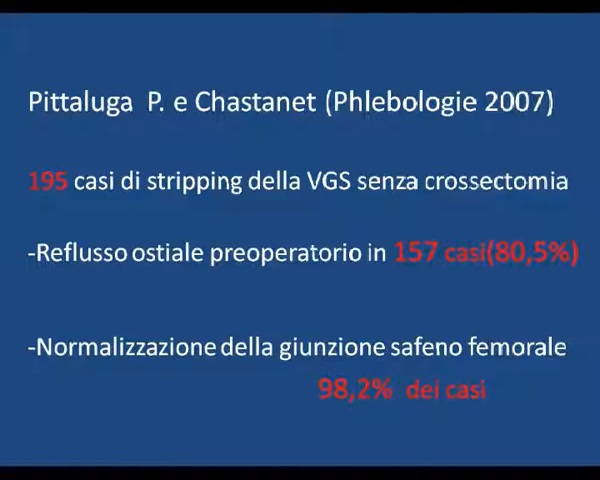 Pittaluga P. e Chastanet (Phlebologie 2007)
195 casi di stripping della VGS senza crossectomia
-Reflusso ostiale preoperatorio in 157 casi(80,5%)
-Normalizzazione della giunzione safeno femorale
98,2% dei casi